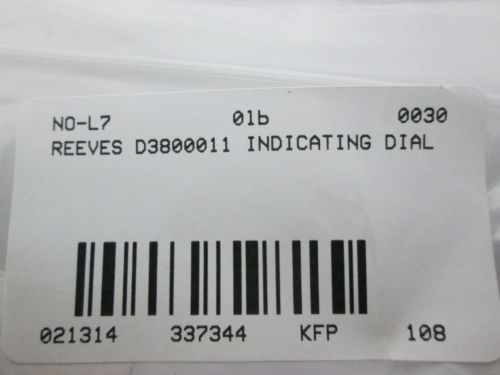 NO-L7 01b 0030
REEVES D3800011 INDICATING DIAL
021314 337344 KFP 108